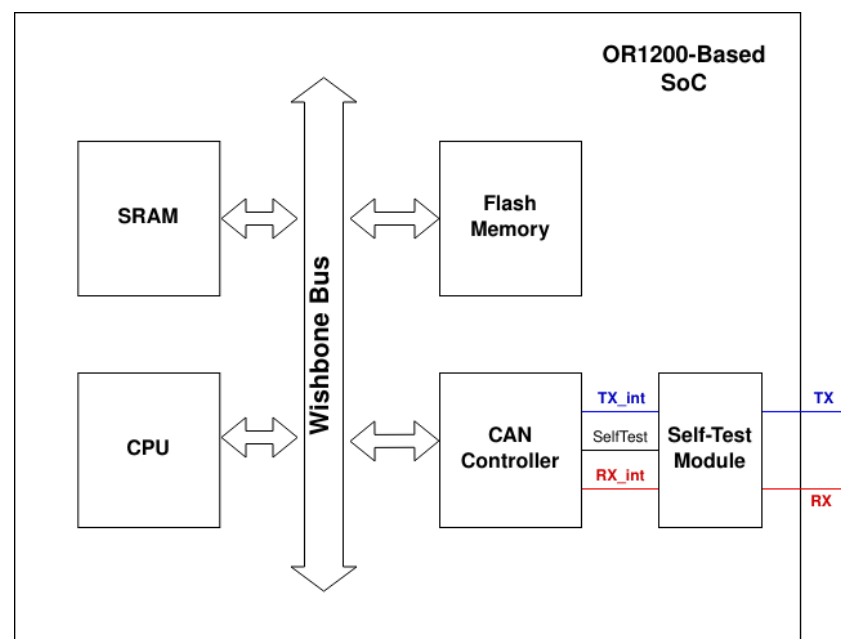 OR1200-Based
SoC
SRAM
Flash
Memory
Wishbone Bus
CPU
CAN
Controller
TX_int
SelfTest
RX_int
Self-Test
Module
TX
RX